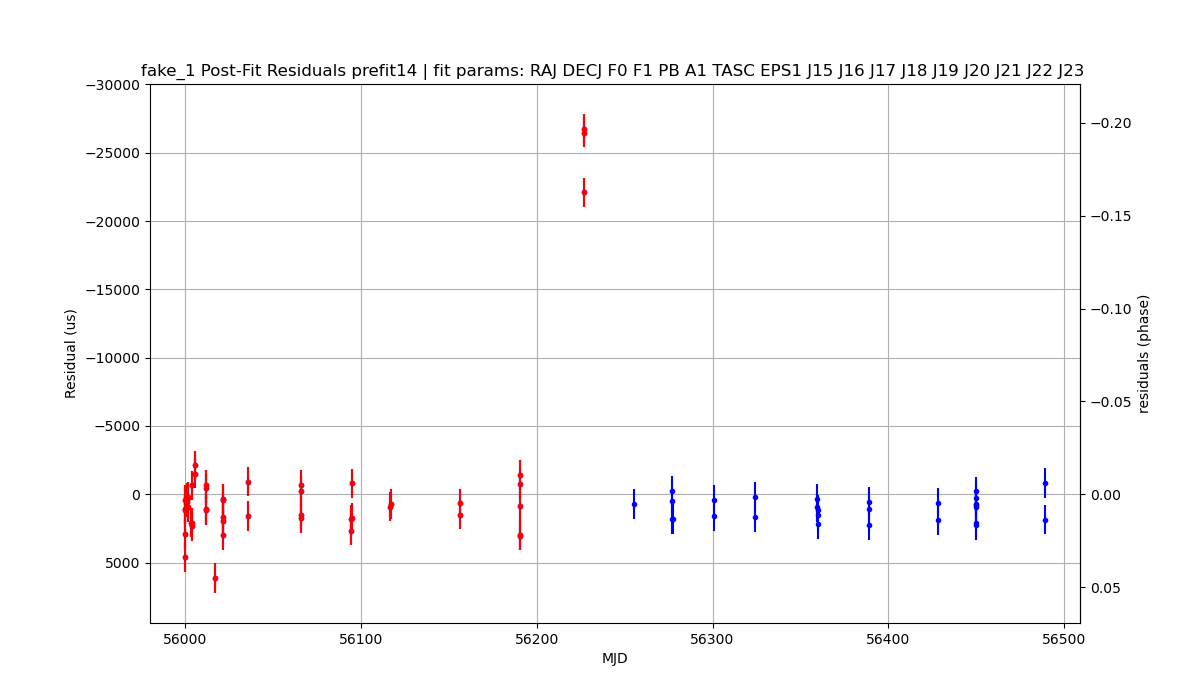 fake_1 Post-Fit Residuals prefit14 | fit params: RAJ DECJ F0 F1 PB A1 TASC EPS1 J15 J16 J17 J18 J19 J20 J21 J22 J23
−30000
−25000
−20000
−15000
−10000
−5000
0
5000
Residual (us)
−0.20
−0.15
−0.10
−0.05
0.00
0.05
residuals (phase)
56000 56100 56200 56300 56400 56500
MJD